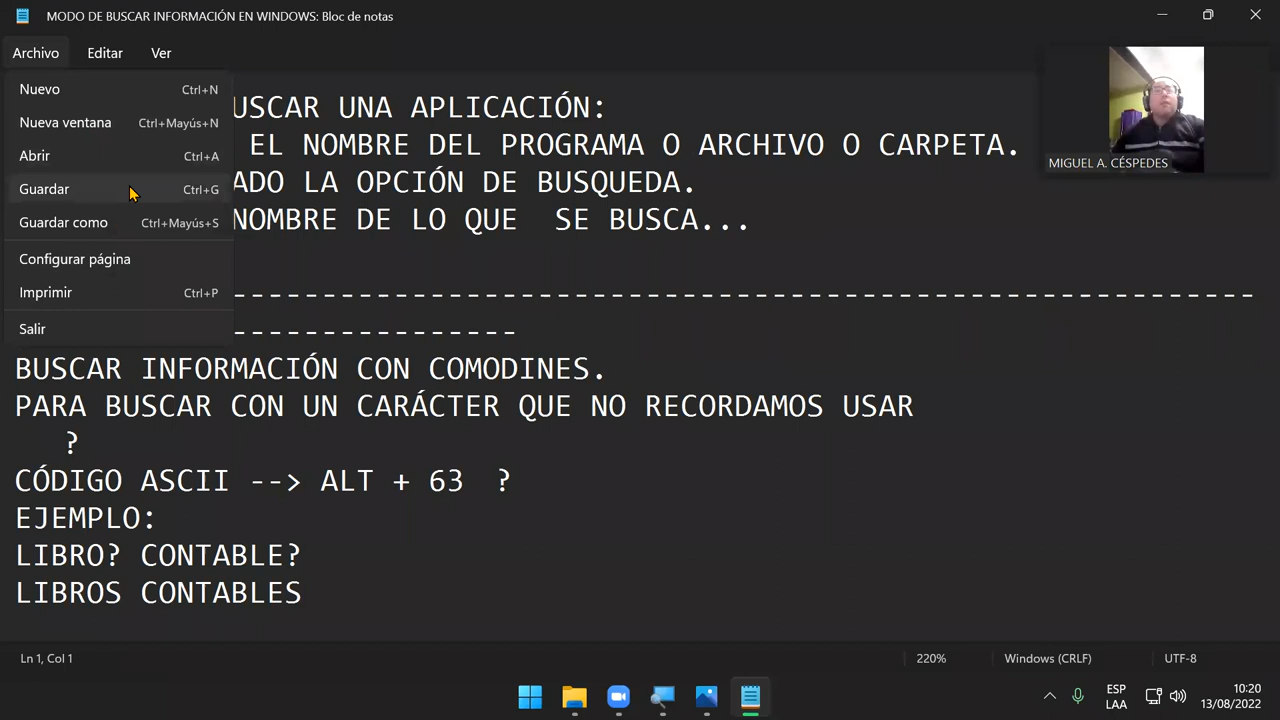 MODO DE BUSCAR INFORMACIÓN EN WINDOWS: Bloc de notas
Archivo Editar Ver
Nuevo Ctrl+N
Nueva ventana Ctrl+Mayús+N
Abrir Ctrl+A
Guardar Ctrl+G
Guardar como Ctrl+Mayús+S
Configurar página
Imprimir Ctrl+P
Salir
USCAR UNA APLICACIÓN:
EL NOMBRE DEL PROGRAMA O ARCHIVO O CARPETA.
ADO LA OPCIÓN DE BUSQUEDA.
NOMBRE DE LO QUE SE BUSCA...
---------------------------------------------------------
----------------
BUSCAR INFORMACIÓN CON COMODINES.
PARA BUSCAR CON UN CARÁCTER QUE NO RECORDAMOS USAR
?
CÓDIGO ASCII --> ALT + 63 ?
EJEMPLO:
LIBRO? CONTABLE?
LIBROS CONTABLES
MIGUEL A. CÉSPEDES
Ln 1, Col 1 220% Windows (CRLF) UTF-8
ESP
LAA
10:20
13/08/2022